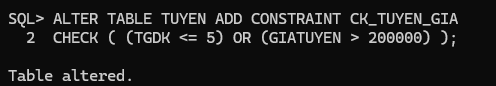 SQL> ALTER TABLE TUYEN ADD CONSTRAINT CK_TUYEN_GIA
  2  CHECK ( (TGDK <= 5) OR (GIATUYEN > 200000) );
Table altered.